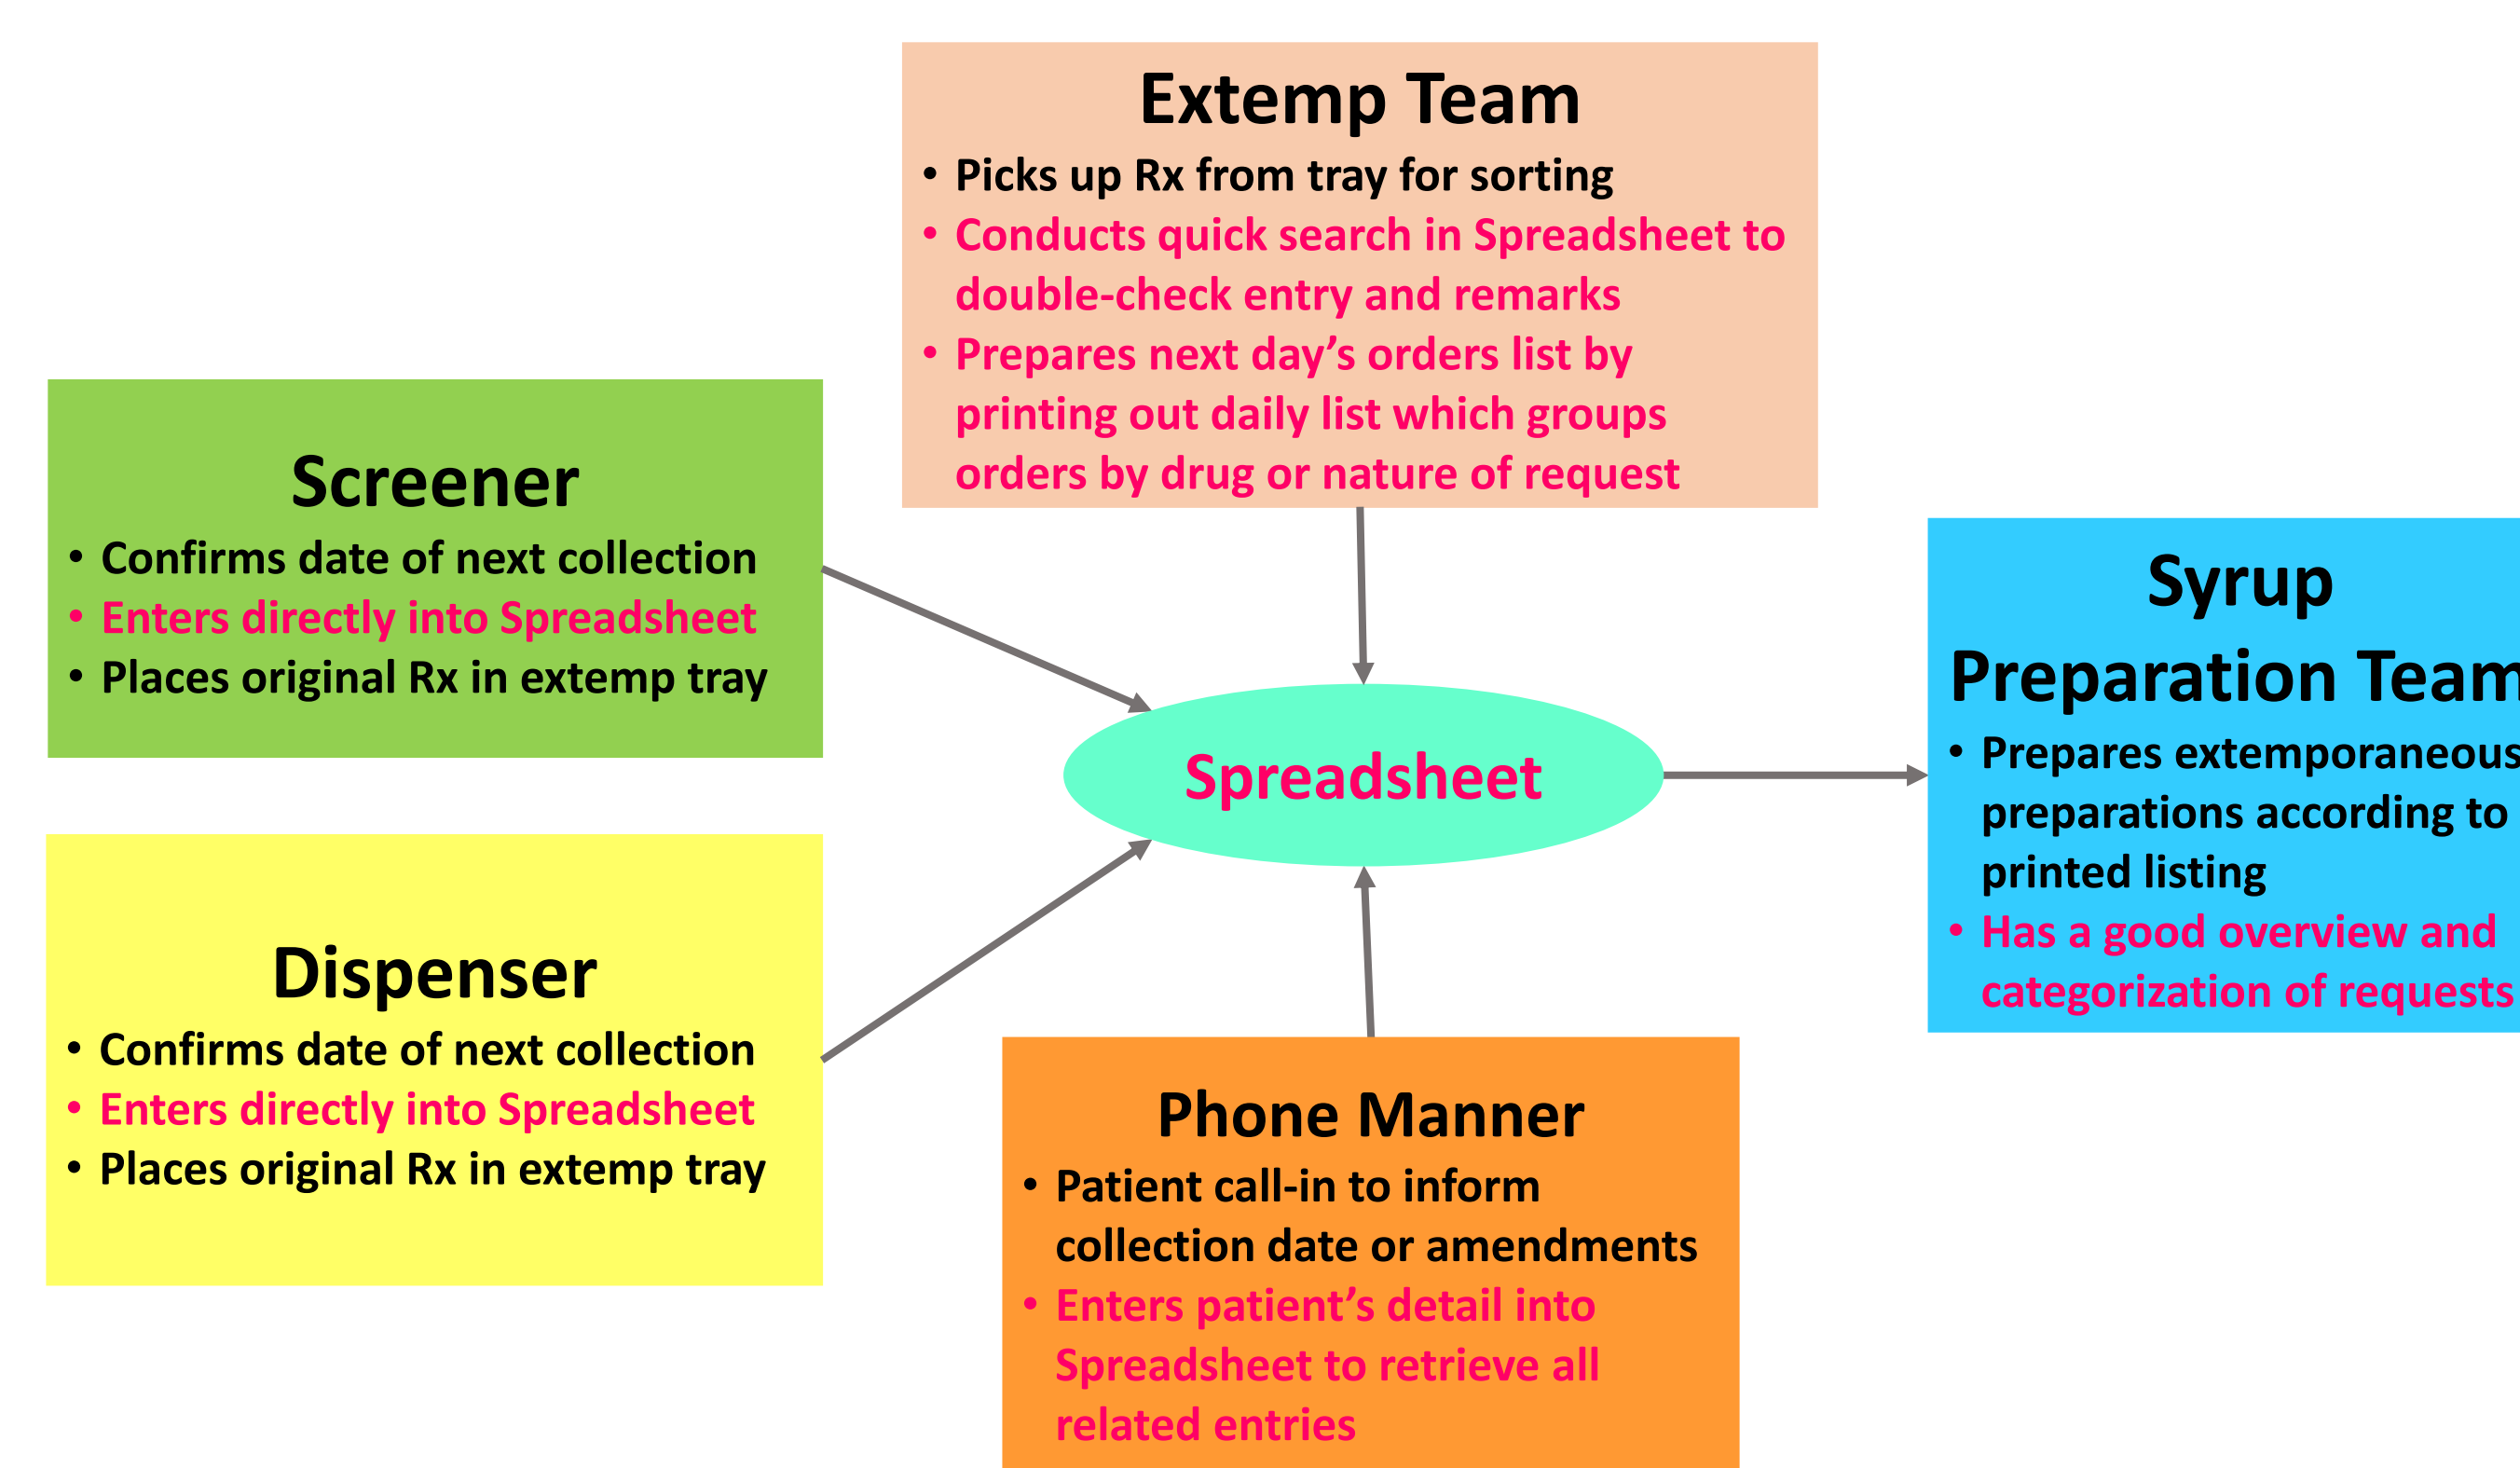 Extemp Team
• Picks up Rx from tray for sorting
• Conducts quick search in Spreadsheet to
double-check entry and remarks
• Prepares next day’s orders list by
printing out daily list which groups
orders by drug or nature of request
Screener
• Confirms date of next collection
• Enters directly into Spreadsheet
• Places original Rx in extemp tray
Spreadsheet
Syrup
Preparation Team
• Prepares extemporaneous
preparations according to
printed listing
• Has a good overview and
categorization of requests
Dispenser
• Confirms date of next collection
• Enters directly into Spreadsheet
• Places original Rx in extemp tray
Phone Manner
• Patient call-in to inform
collection date or amendments
• Enters patient’s detail into
Spreadsheet to retrieve all
related entries